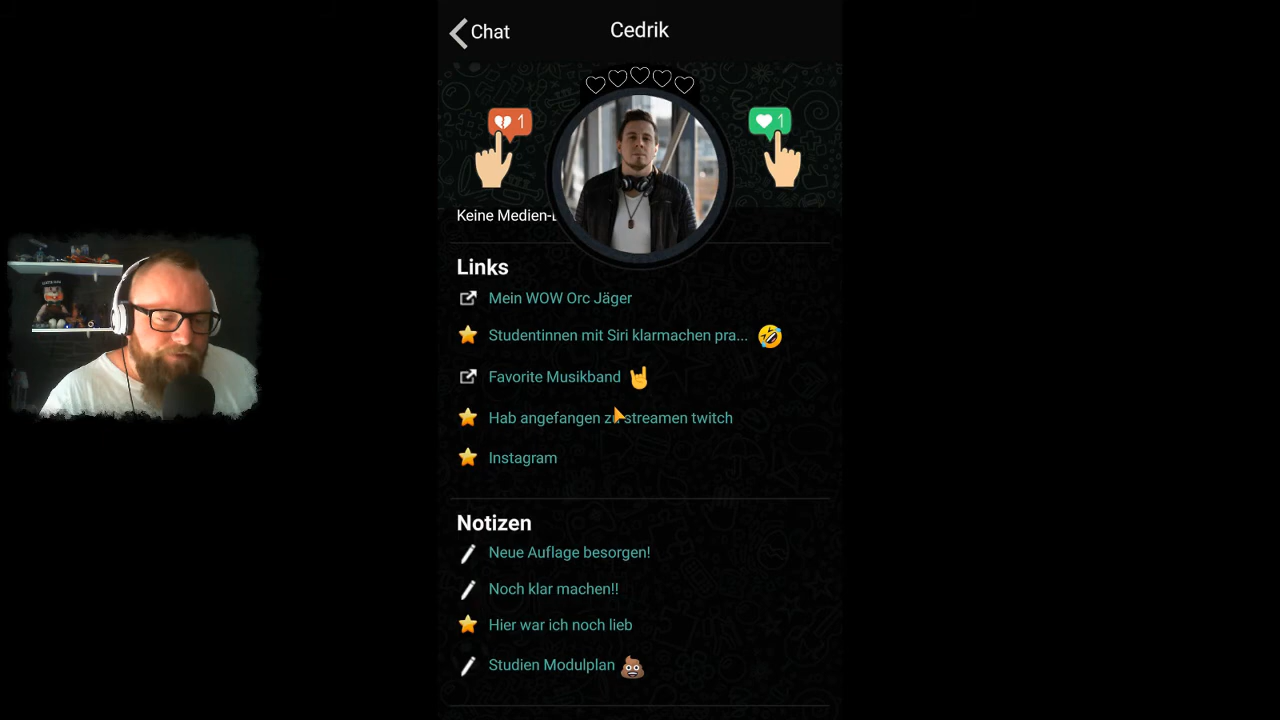 Chat
Cedrik
1
1
Keine Medien-
Links
Mein WOW Orc Jäger
Studentinnen mit Siri klarmachen pra...
Favorite Musikband
Hab angefangen zu streamen twitch
Instagram
Notizen
Neue Auflage besorgen!
Noch klar machen!!
Hier war ich noch lieb
Studien Modulplan